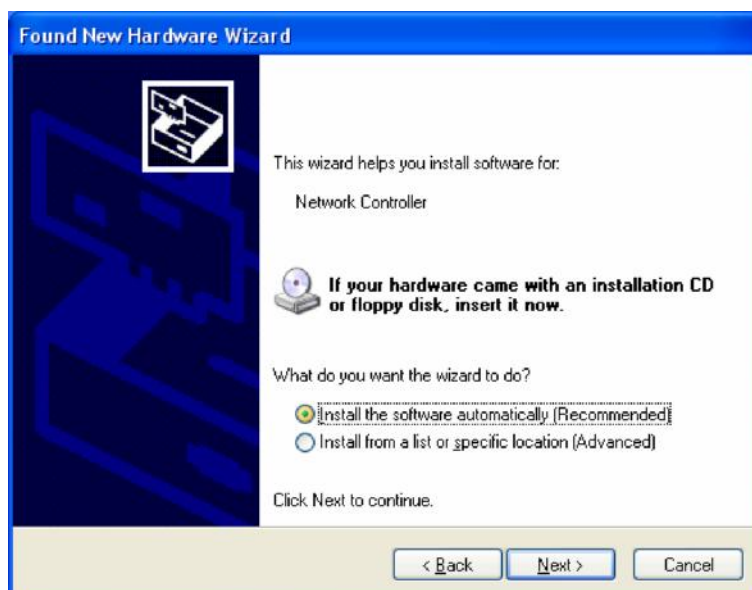 Found New Hardware Wizard
This wizard helps you install software for:
Network Controller
If your hardware came with an installation CD
or floppy disk, insert it now.
What do you want the wizard to do?
Install the software automatically (Recommended)
Install from a list or specific location (Advanced)
Click Next to continue.
< Back Next > Cancel